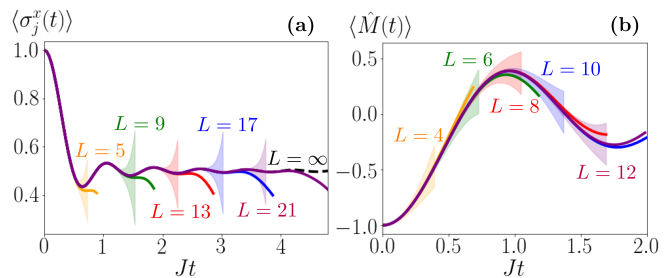 ⟨σ_j^x(t)⟩
(a)
1.0
0.8
0.6
0.4
L = 5
L = 9
L = 13
L = 17
L = 21
L = ∞
0 1 2 3 4
Jt
⟨M̂(t)⟩
(b)
0.5
0.0
−0.5
−1.0
L = 4
L = 6
L = 8
L = 10
L = 12
0.0 0.5 1.0 1.5 2.0
Jt